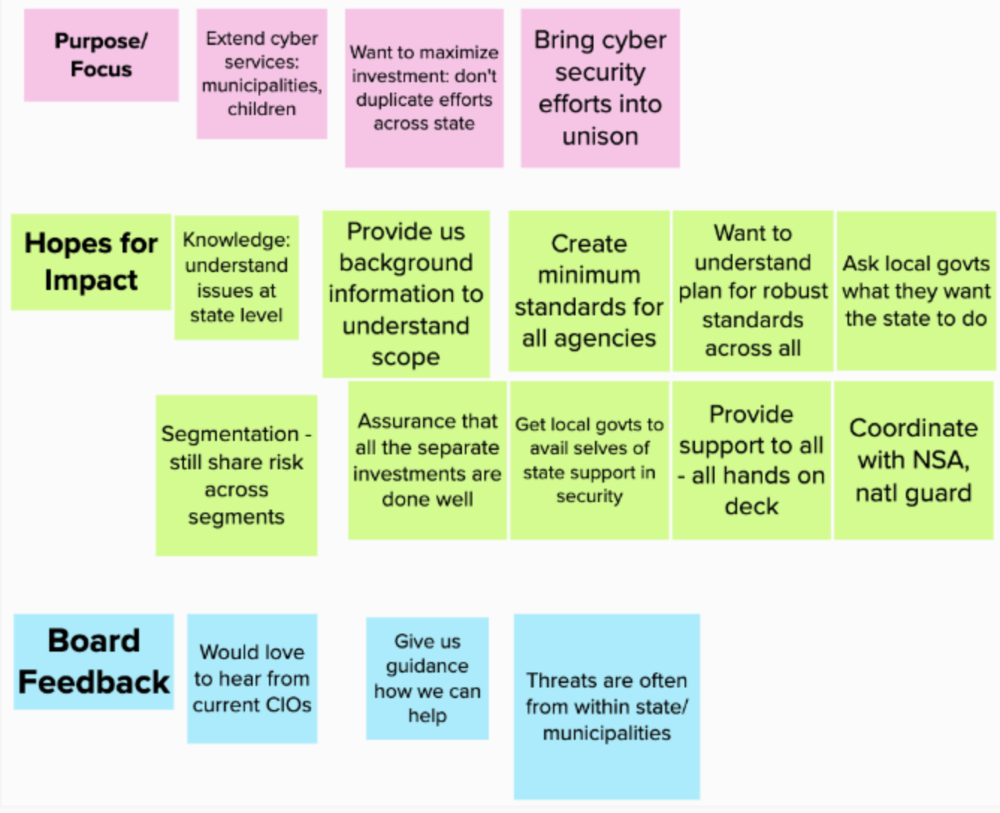 Purpose/
Focus
Extend cyber
services:
municipalities,
children
Want to maximize
investment: don't
duplicate efforts
across state
Bring cyber
security
efforts into
unison
Hopes for
Impact
Knowledge:
understand
issues at
state level
Provide us
background
information to
understand
scope
Create
minimum
standards for
all agencies
Want to
understand
plan for robust
standards
across all
Ask local govts
what they want
the state to do
Segmentation -
still share risk
across
segments
Assurance that
all the separate
investments are
done well
Get local govts to
avail selves of
state support in
security
Provide
support to all
- all hands on
deck
Coordinate
with NSA,
natl guard
Board
Feedback
Would love
to hear from
current CIOs
Give us
guidance
how we can
help
Threats are often
from within state/
municipalities